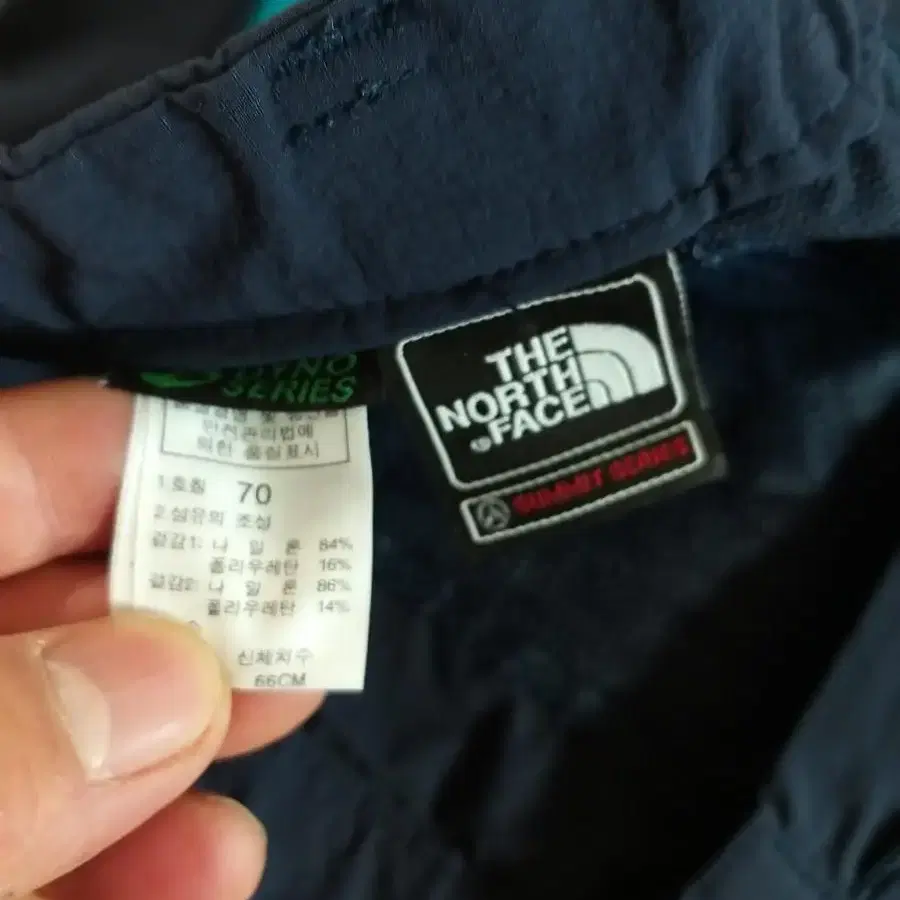 DYNO
SERIES
안전관리법에
의한 품질표시
1.호칭 70
2.섬유의 조성
겉감1: 나 일 론 84%
폴리우레탄 16%
겉감2: 나 일 론 86%
폴리우레탄 14%
신체치수
66CM
THE
NORTH
FACE
SUMMIT SERIES